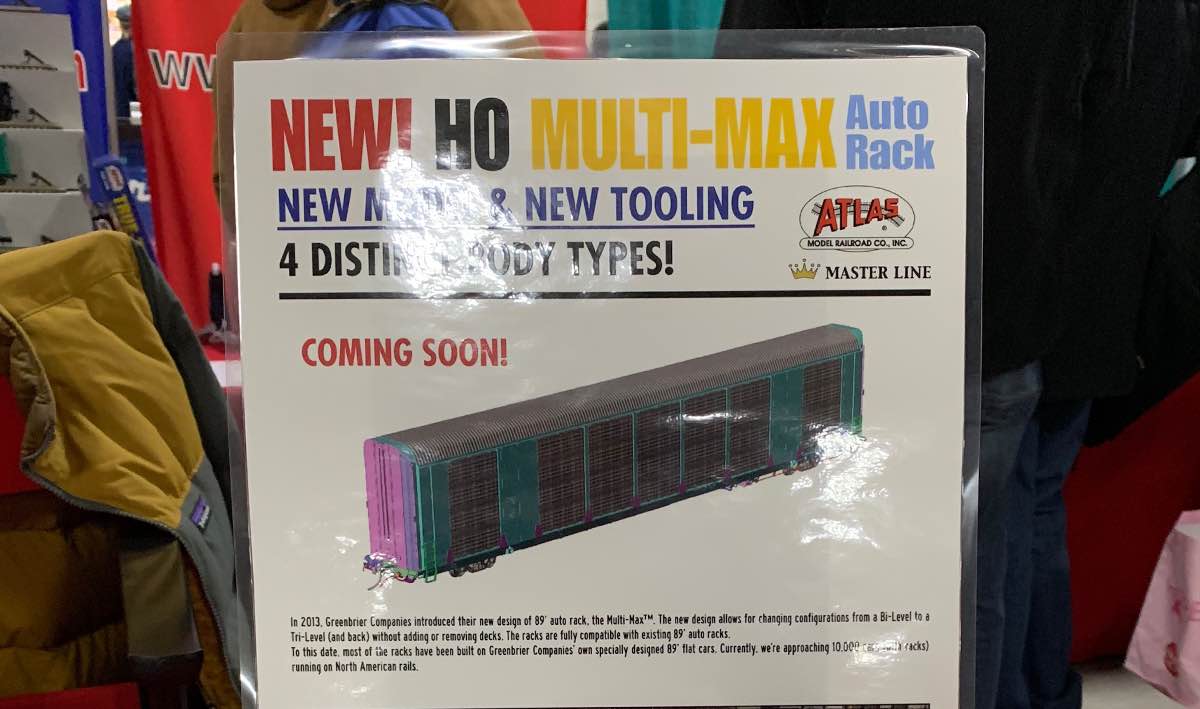 NEW! HO MULTI-MAX Auto Rack
NEW MODEL & NEW TOOLING
4 DISTINCT BODY TYPES!
ATLAS
®
MODEL RAILROAD CO., INC.
MASTER LINE
COMING SOON!
In 2013, Greenbrier Companies introduced their new design of 89' auto rack, the Multi-Max™. The new design allows for changing configurations from a Bi-Level to a
Tri-Level (and back) without adding or removing decks. The racks are fully compatible with existing 89' auto racks.
To this date, most of the racks have been built on Greenbrier Companies' own specially designed 89' flat cars. Currently, we're approaching 10,000 cars (with racks)
running on North American rails.